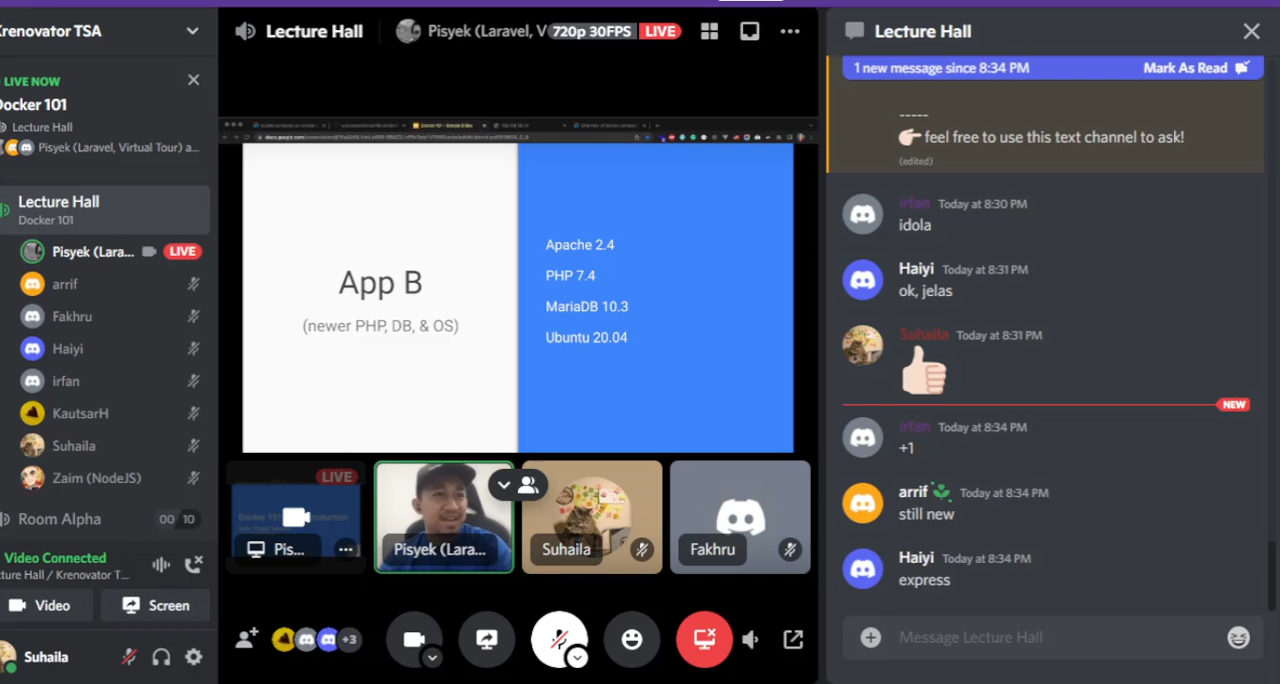 Krenovator TSA
LIVE NOW
Docker 101
Lecture Hall
Pisyek (Laravel, Virtual Tour) a...
Lecture Hall
Docker 101
Pisyek (Lara...
LIVE
arrif
Fakhru
Haiyi
irfan
KautsarH
Suhaila
Zaim (NodeJS)
Room Alpha
00 10
Video Connected
cture Hall / Krenovator T...
Video
Screen
Suhaila
Lecture Hall
Pisyek (Laravel, V
720p 30FPS
LIVE
App B
(newer PHP, DB, & OS)
Apache 2.4
PHP 7.4
MariaDB 10.3
Ubuntu 20.04
LIVE
Pis...
Pisyek (Lara...
Suhaila
Fakhru
+3
Lecture Hall
1 new message since 8:34 PM
Mark As Read
-----
feel free to use this text channel to ask!
(edited)
irfan Today at 8:30 PM
idola
Haiyi Today at 8:31 PM
ok, jelas
Suhaila Today at 8:31 PM
NEW
irfan Today at 8:34 PM
+1
arrif Today at 8:34 PM
still new
Haiyi Today at 8:34 PM
express
Message Lecture Hall